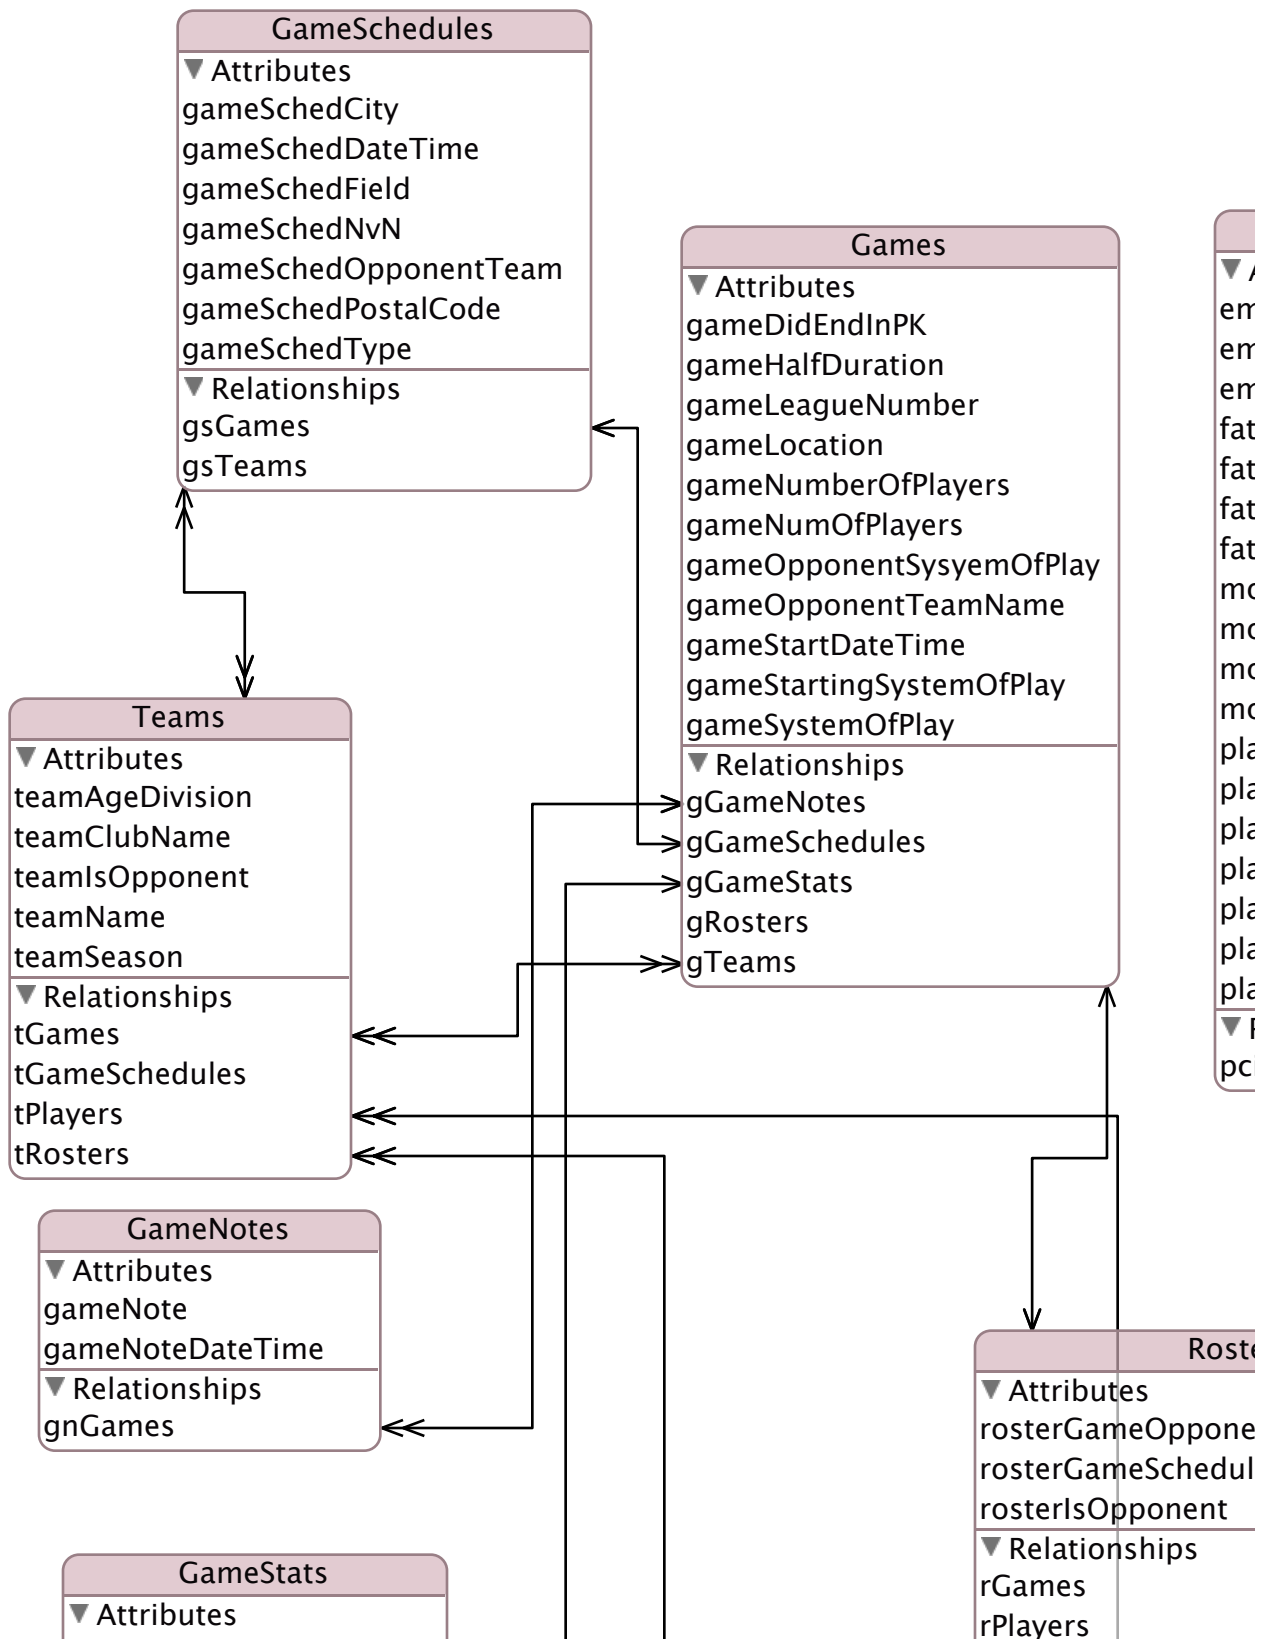 GameSchedules
Attributes
gameSchedCity
gameSchedDateTime
gameSchedField
gameSchedNvN
gameSchedOpponentTeam
gameSchedPostalCode
gameSchedType
Relationships
gsGames
gsTeams
Games
Attributes
gameDidEndInPK
gameHalfDuration
gameLeagueNumber
gameLocation
gameNumberOfPlayers
gameNumOfPlayers
gameOpponentSysyemOfPlay
gameOpponentTeamName
gameStartDateTime
gameStartingSystemOfPlay
gameSystemOfPlay
Relationships
gGameNotes
gGameSchedules
gGameStats
gRosters
gTeams
Teams
Attributes
teamAgeDivision
teamClubName
teamIsOpponent
teamName
teamSeason
Relationships
tGames
tGameSchedules
tPlayers
tRosters
GameNotes
Attributes
gameNote
gameNoteDateTime
Relationships
gnGames
GameStats
Attributes
Attributes
rosterIsOpponent
Relationships
rGames
rPlayers